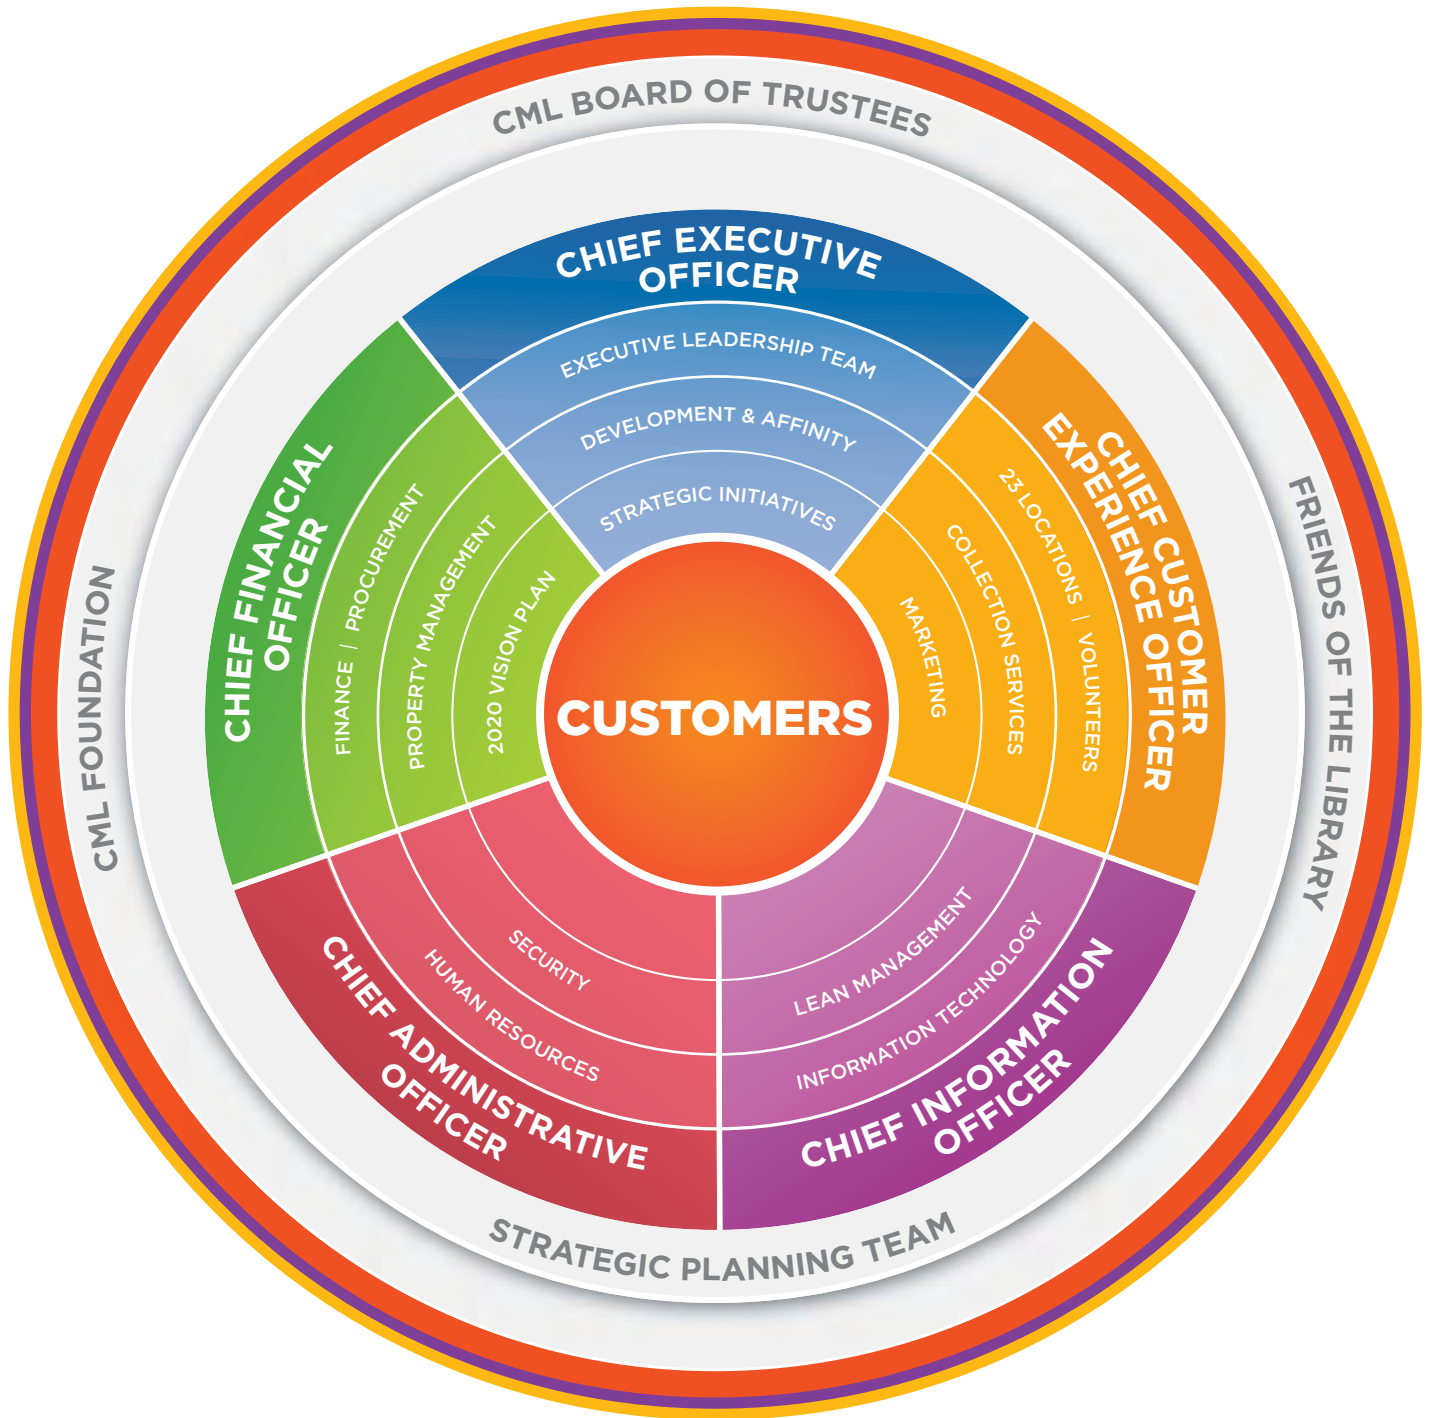 CML BOARD OF TRUSTEES
CHIEF EXECUTIVE
OFFICER
EXECUTIVE LEADERSHIP TEAM
DEVELOPMENT & AFFINITY
STRATEGIC INITIATIVES
CHIEF CUSTOMER
EXPERIENCE OFFICER
23 LOCATIONS | VOLUNTEERS
COLLECTION SERVICES
MARKETING
FRIENDS OF THE LIBRARY
CML FOUNDATION
CHIEF FINANCIAL
OFFICER
FINANCE | PROCUREMENT
PROPERTY MANAGEMENT
2020 VISION PLAN
CUSTOMERS
SECURITY
HUMAN RESOURCES
CHIEF ADMINISTRATIVE
OFFICER
LEAN MANAGEMENT
INFORMATION TECHNOLOGY
CHIEF INFORMATION
OFFICER
STRATEGIC PLANNING TEAM